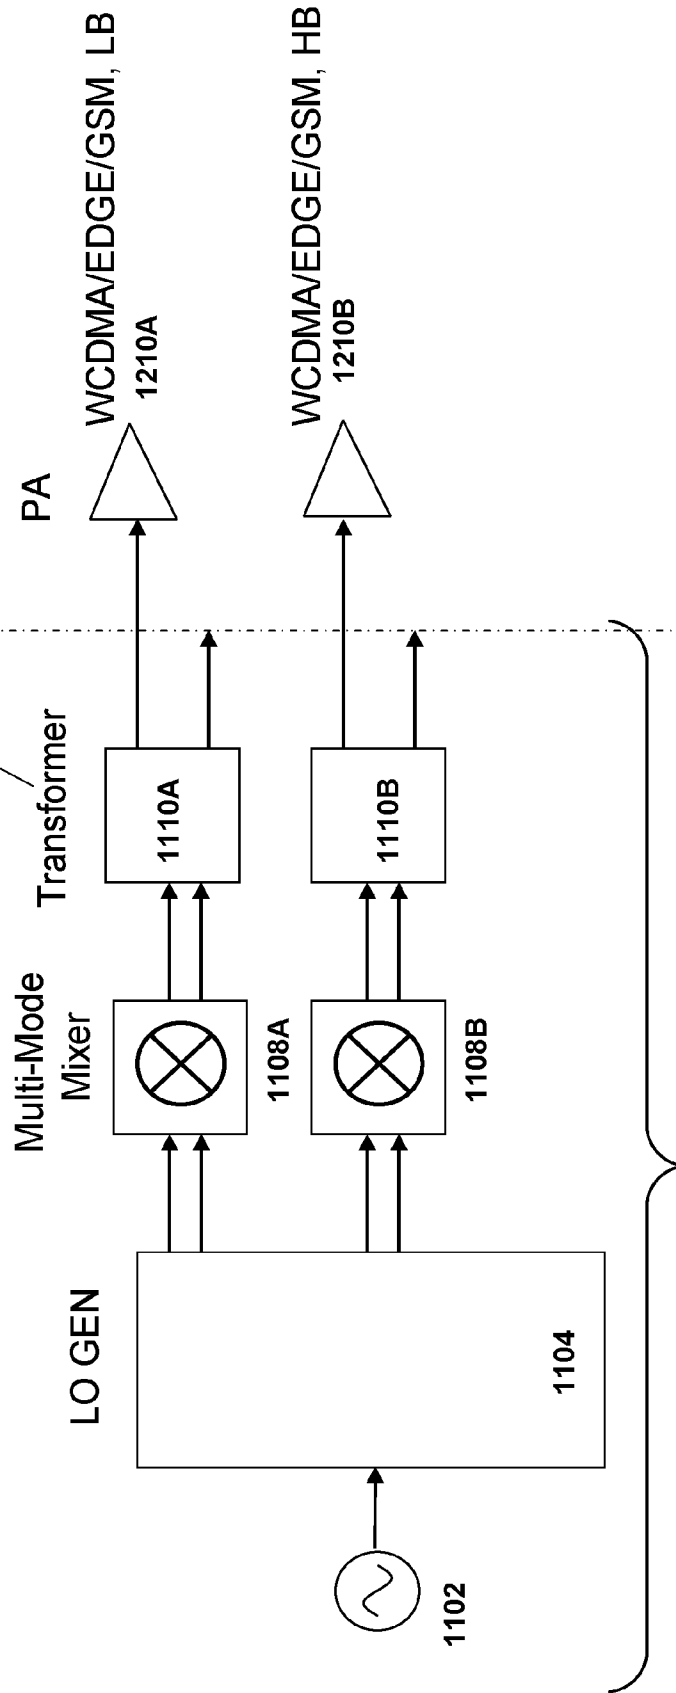 LO GEN
Multi-Mode
Mixer
Transformer
PA
WCDMA/EDGE/GSM, LB
1210A
1110A
1108A
WCDMA/EDGE/GSM, HB
1210B
1110B
1108B
1104
1102